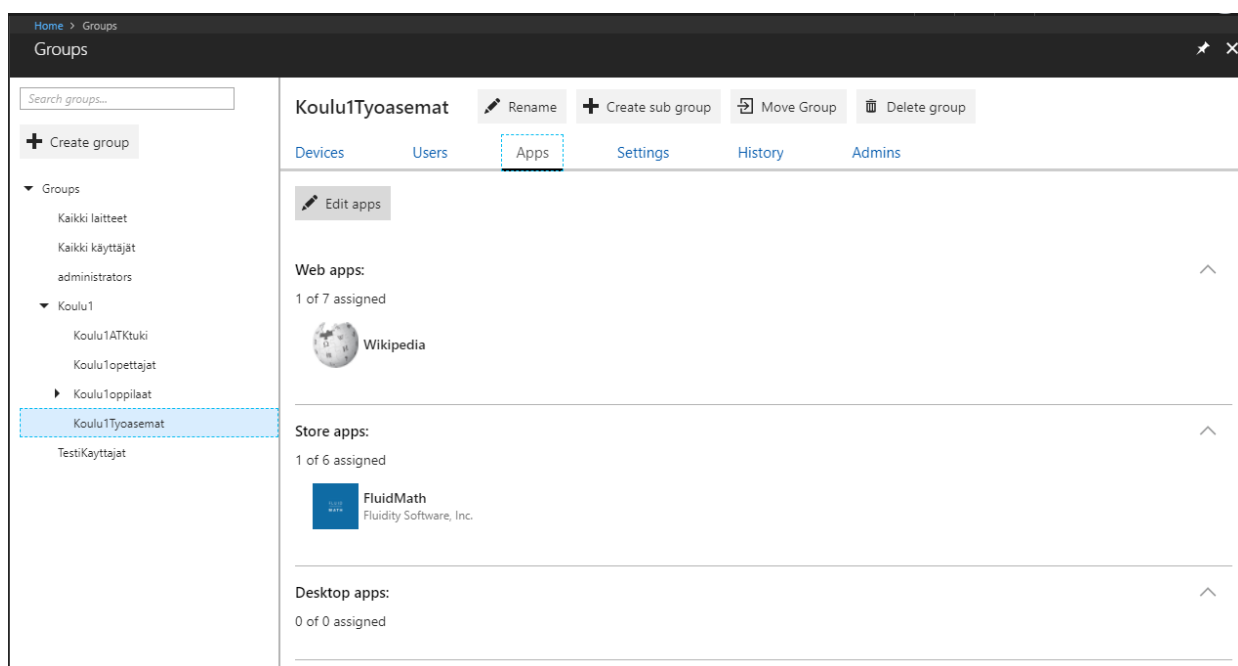 Home > Groups
Groups
Search groups...
Create group
Groups
Kaikki laitteet
Kaikki käyttäjät
administrators
Koulu1
Koulu1ATKtuki
Koulu1opettajat
Koulu1oppilaat
Koulu1Tyoasemat
TestiKayttajat
Koulu1Tyoasemat Rename Create sub group Move Group Delete group
Devices Users Apps Settings History Admins
Edit apps
Web apps:
1 of 7 assigned
Wikipedia
Store apps:
1 of 6 assigned
FLUID
MATH
FluidMath
Fluidity Software, Inc.
Desktop apps:
0 of 0 assigned